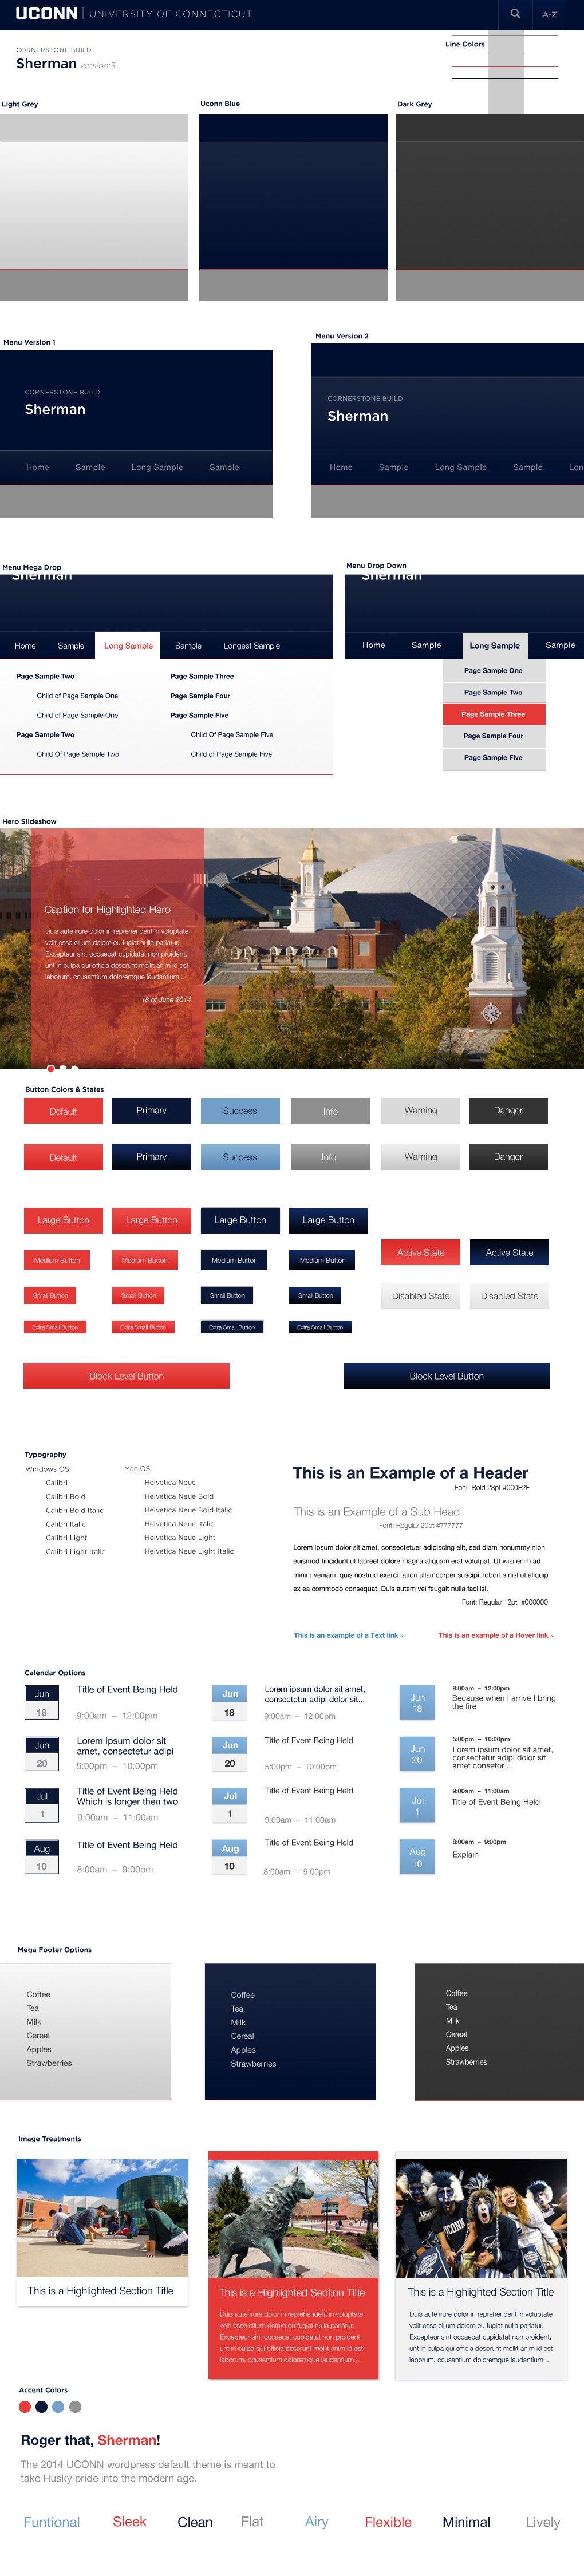 UCONN | UNIVERSITY OF CONNECTICUT
A-Z
CORNERSTONE BUILD
Sherman version:3
Line Colors
Light Grey
Uconn Blue
Dark Grey
Menu Version 1
CORNERSTONE BUILD
Sherman
Home Sample Long Sample Sample
Menu Version 2
CORNERSTONE BUILD
Sherman
Home Sample Long Sample Sample Lon
Menu Mega Drop
Sherman
Home Sample Long Sample Sample Longest Sample
Page Sample Two
Child of Page Sample One
Child of Page Sample One
Page Sample Two
Child Of Page Sample Two
Page Sample Three
Page Sample Four
Page Sample Five
Child Of Page Sample Five
Child of Page Sample Five
Menu Drop Down
Sherman
Home Sample Long Sample Sample
Page Sample One
Page Sample Two
Page Sample Three
Page Sample Four
Page Sample Five
Hero Slideshow
Caption for Highlighted Hero
Duis aute irure dolor in reprehenderit in voluptate
velit esse cillum dolore eu fugiat nulla pariatur.
Excepteur sint occaecat cupidatat non proident,
unt in culpa qui officia deserunt mollit anim id est
laborum. ccusantium doloremque laudantium...
18 of June 2014
Button Colors & States
Default Primary Success Info Warning Danger
Default Primary Success Info Warning Danger
Large Button Large Button Large Button Large Button
Medium Button Medium Button Medium Button Medium Button
Small Button Small Button Small Button Small Button
Extra Small Button Extra Small Button Extra Small Button Extra Small Button
Active State Active State
Disabled State Disabled State
Block Level Button Block Level Button
Typography
Windows OS:
Calibri
Calibri Bold
Calibri Bold Italic
Calibri Italic
Calibri Light
Calibri Light Italic
Mac OS:
Helvetica Neue
Helvetica Neue Bold
Helvetica Neue Bold Italic
Helvetica Neue Italic
Helvetica Neue Light
Helvetica Neue Light Italic
This is an Example of a Header
Font: Bold 28pt #000E2F
This is an Example of a Sub Head
Font: Regular 20pt #777777
Lorem ipsum dolor sit amet, consectetuer adipiscing elit, sed diam nonummy nibh
euismod tincidunt ut laoreet dolore magna aliquam erat volutpat. Ut wisi enim ad
minim veniam, quis nostrud exerci tation ullamcorper suscipit lobortis nisl ut aliquip
ex ea commodo consequat. Duis autem vel feugait nulla facilisi.
Font: Regular 12pt #000000
This is an example of a Text link »
This is an example of a Hover link »
Calendar Options
Jun
18
Title of Event Being Held
9:00am – 12:00pm
Jun
20
Lorem ipsum dolor sit
amet, consectetur adipi
5:00pm – 10:00pm
Jul
1
Title of Event Being Held
Which is longer then two
9:00am – 11:00am
Aug
10
Title of Event Being Held
8:00am – 9:00pm
Jun
18
Lorem ipsum dolor sit amet,
consectetur adipi dolor sit...
9:00am – 12:00pm
Jun
20
Title of Event Being Held
5:00pm – 10:00pm
Jul
1
Title of Event Being Held
9:00am – 11:00am
Aug
10
Title of Event Being Held
8:00am – 9:00pm
Jun
18
9:00am – 12:00pm
Because when I arrive I bring
the fire
Jun
20
5:00pm – 10:00pm
Lorem ipsum dolor sit amet,
consectetur adipi dolor sit
amet consetor ...
Jul
1
9:00am – 11:00am
Title of Event Being Held
Aug
10
8:00am – 9:00pm
Explain
Mega Footer Options
Coffee
Tea
Milk
Cereal
Apples
Strawberries
Coffee
Tea
Milk
Cereal
Apples
Strawberries
Coffee
Tea
Milk
Cereal
Apples
Strawberries
Image Treatments
This is a Highlighted Section Title
This is a Highlighted Section Title
Duis aute irure dolor in reprehenderit in voluptate
velit esse cillum dolore eu fugiat nulla pariatur.
Excepteur sint occaecat cupidatat non proident,
unt in culpa qui officia deserunt mollit anim id est
laborum. ccusantium doloremque laudantium...
UCONN
This is a Highlighted Section Title
Duis aute irure dolor in reprehenderit in voluptate
velit esse cillum dolore eu fugiat nulla pariatur.
Excepteur sint occaecat cupidatat non proident,
unt in culpa qui officia deserunt mollit anim id est
laborum. ccusantium doloremque laudantium...
Accent Colors
Roger that, Sherman!
The 2014 UCONN wordpress default theme is meant to
take Husky pride into the modern age.
Funtional Sleek Clean Flat Airy Flexible Minimal Lively